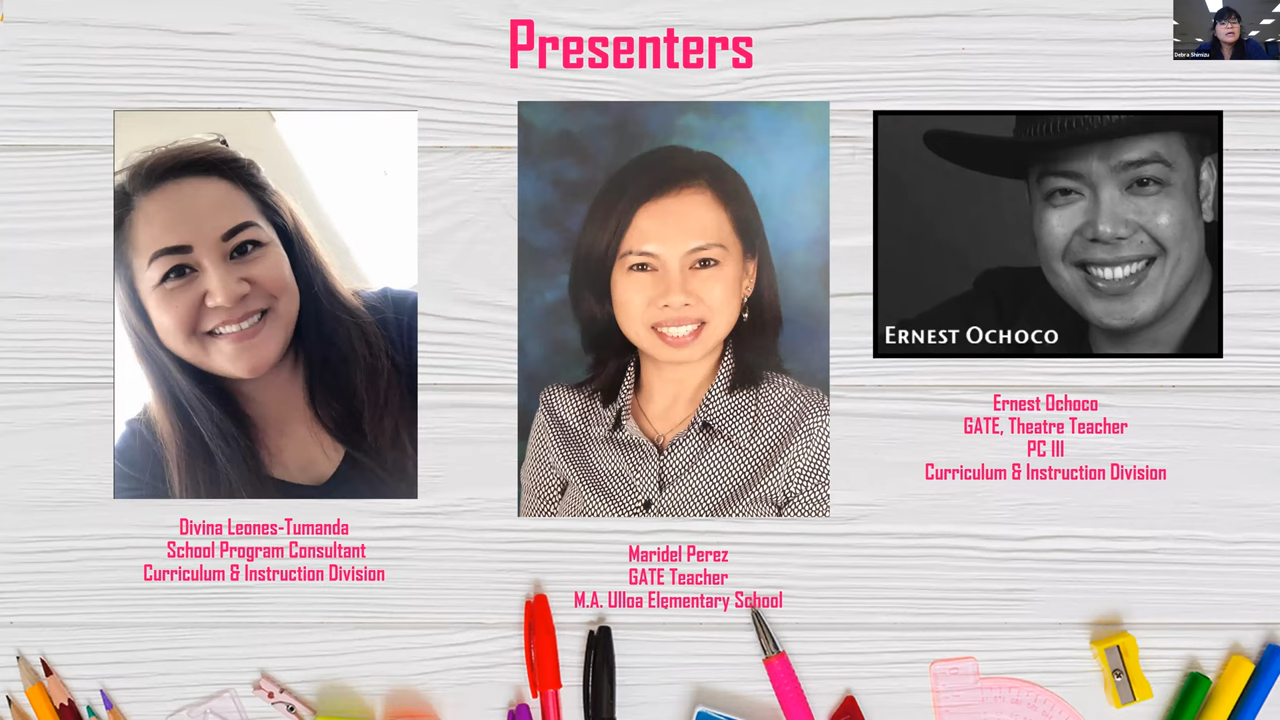 Presenters
Debra Shimizu
ERNEST OCHOCO
Divina Leones-Tumanda
School Program Consultant
Curriculum & Instruction Division
Maridel Perez
GATE Teacher
M.A. Ulloa Elementary School
Ernest Ochoco
GATE, Theatre Teacher
PC III
Curriculum & Instruction Division